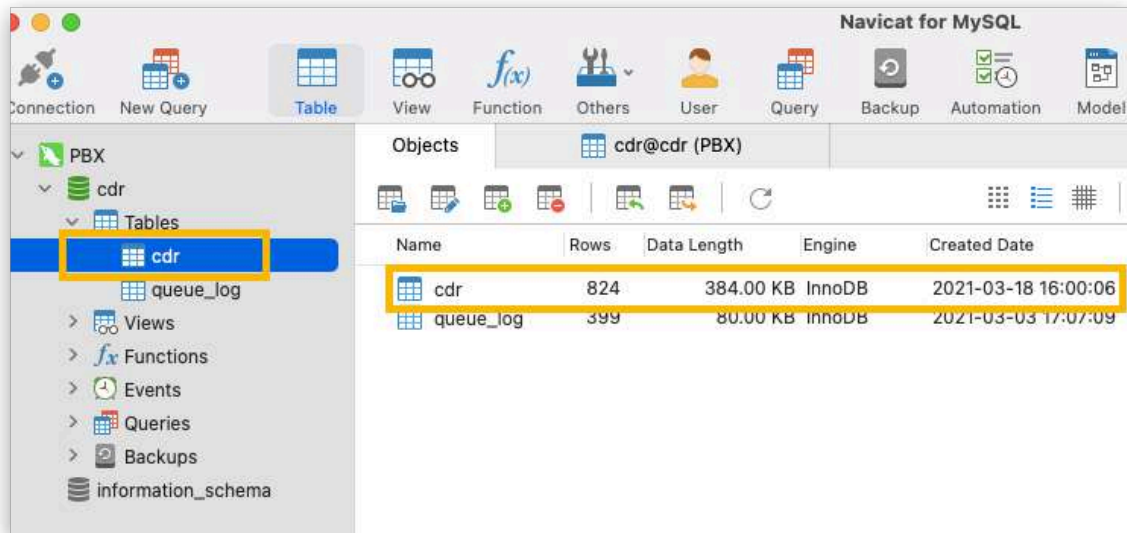 Navicat for MySQL
Connection New Query Table View Function Others User Query Backup Automation Model
PBX
cdr
Tables
cdr
queue_log
Views
fx Functions
Events
Queries
Backups
information_schema
Objects cdr@cdr (PBX)
Name Rows Data Length Engine Created Date
cdr 824 384.00 KB InnoDB 2021-03-18 16:00:06
queue_log 399 80.00 KB InnoDB 2021-03-03 17:07:09